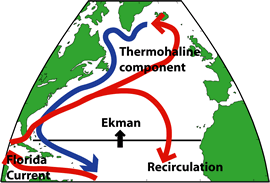 Thermohaline
component
Ekman
Florida
Current
Recirculation